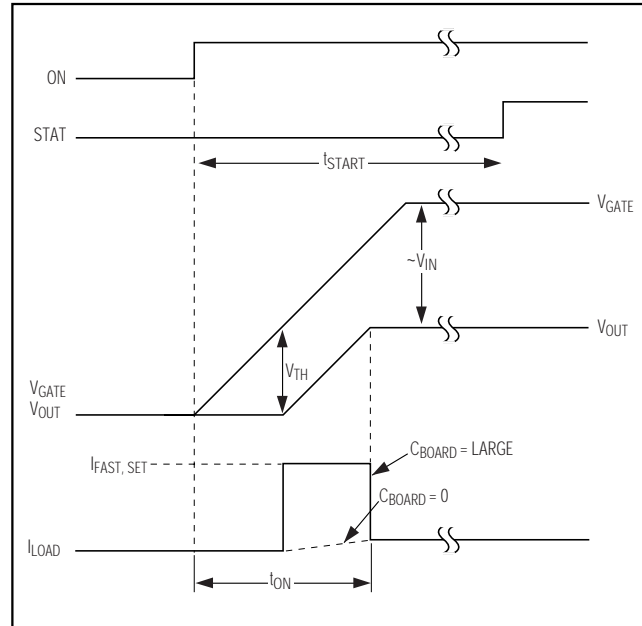 ON
STAT
tSTART
VGATE
~VIN
VOUT
VTH
VGATE
VOUT
IFAST, SET
CBOARD = LARGE
CBOARD = 0
ILOAD
tON